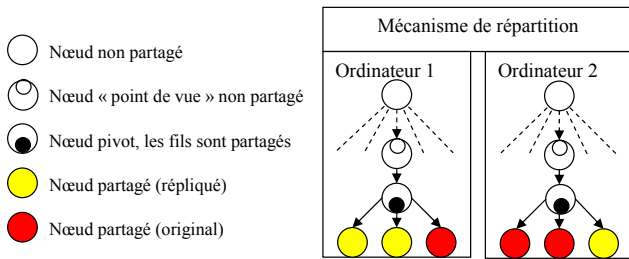 Nœud non partagé
Nœud « point de vue » non partagé
Nœud pivot, les fils sont partagés
Nœud partagé (répliqué)
Nœud partagé (original)
Mécanisme de répartition
Ordinateur 1
Ordinateur 2